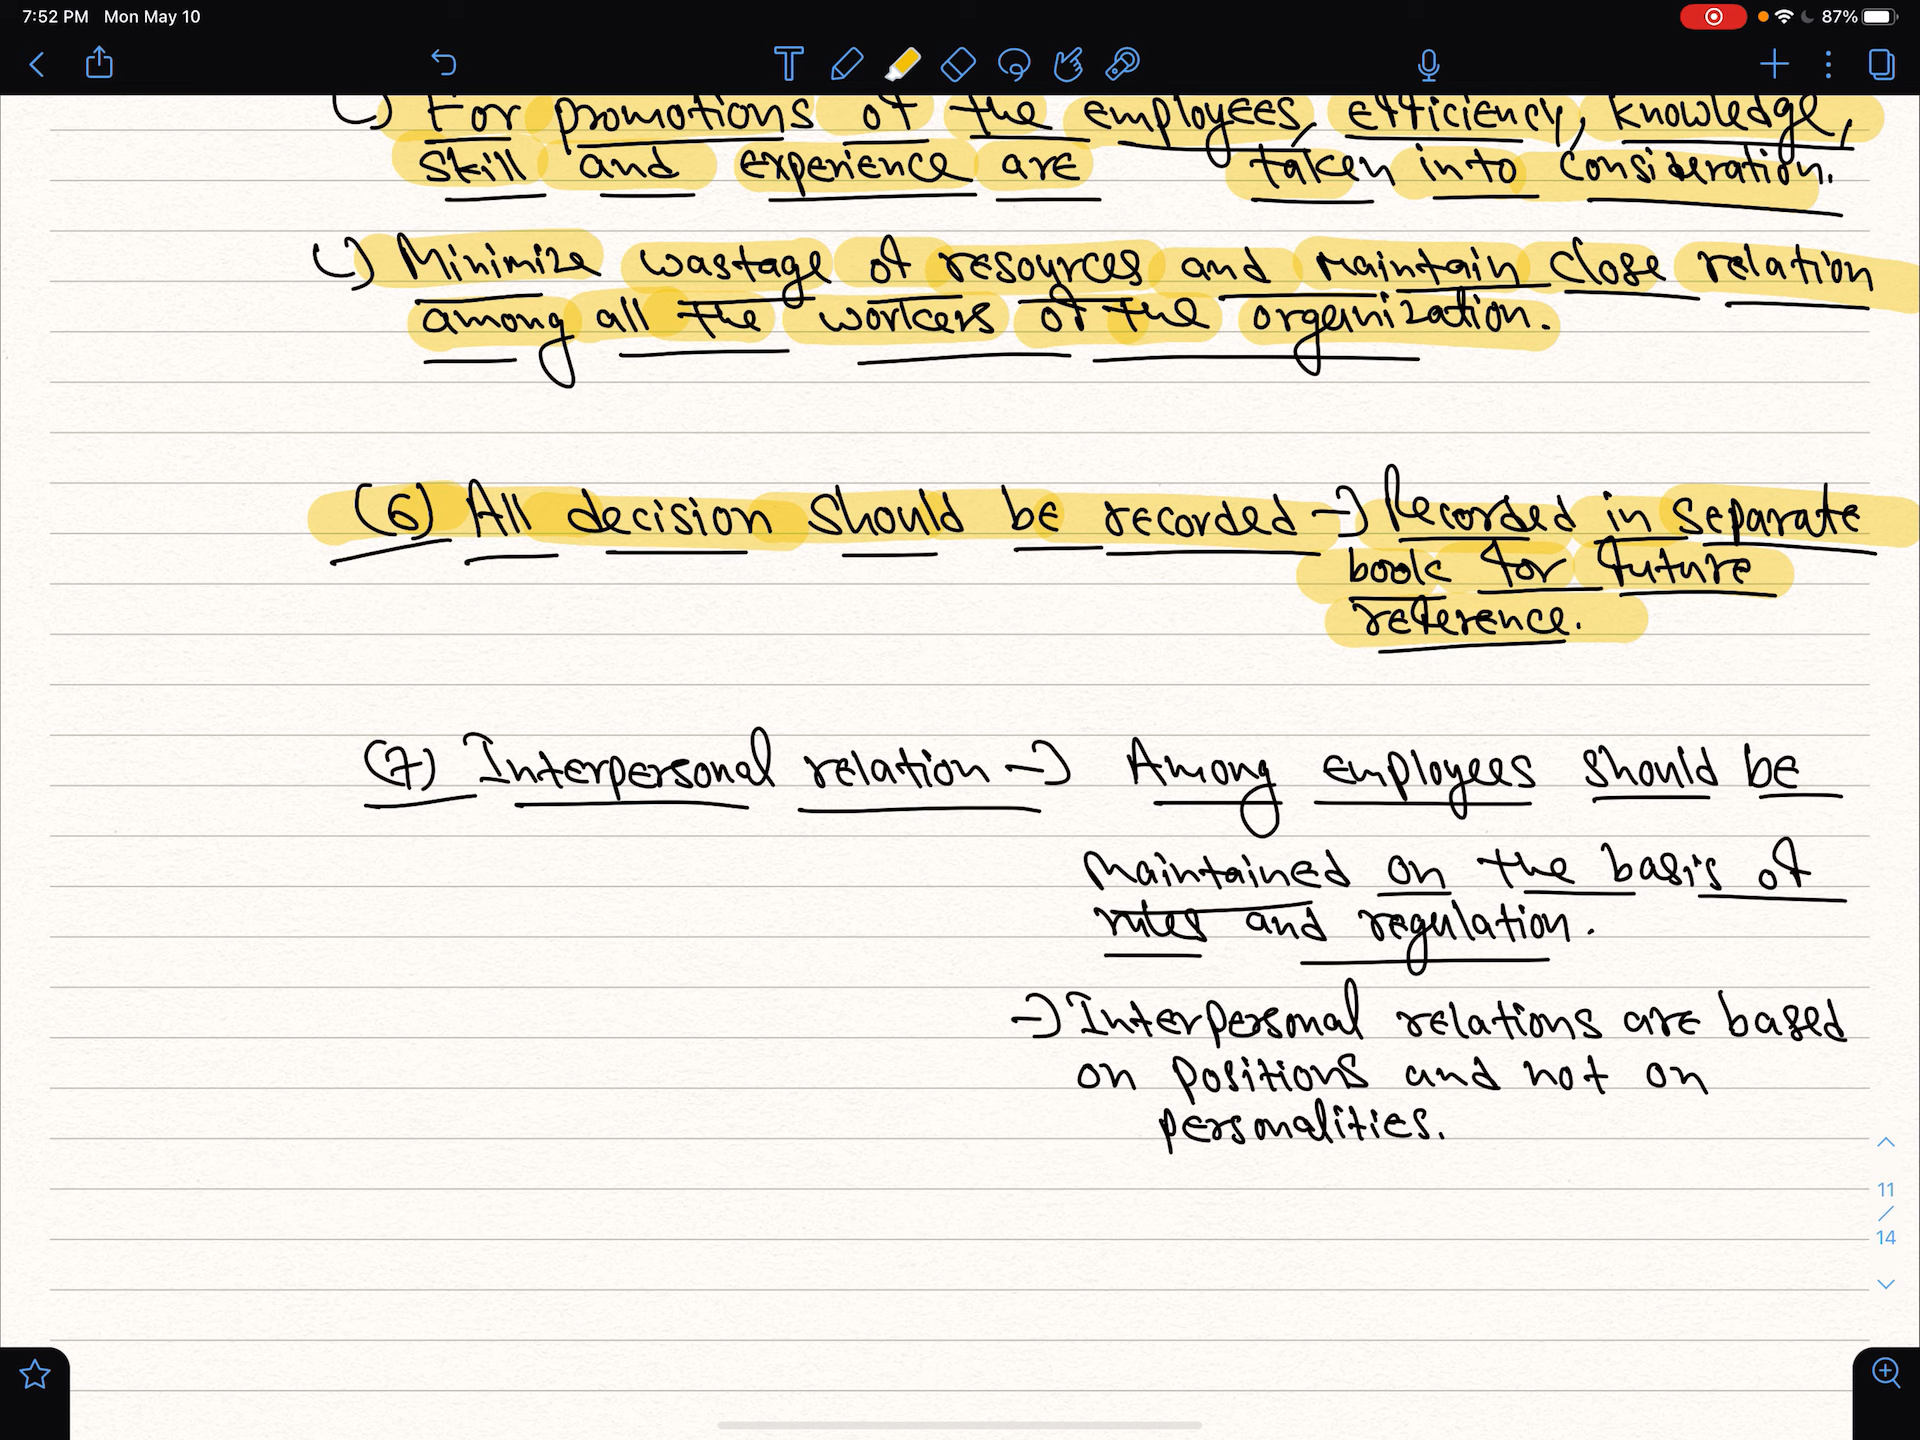 7:52 PM Mon May 10
87%
For promotions of the employees, efficiency, knowledge,
skill and experience are taken into consideration.
Minimize wastage of resources and maintain close relation
among all the workers of the organization.
(6) All decision should be recorded → Recorded in separate
book for future
reference.
(7) Interpersonal relation → Among employees should be
maintained on the basis of
rules and regulation.
→ Interpersonal relations are based
on positions and not on
personalities.
11
/
14